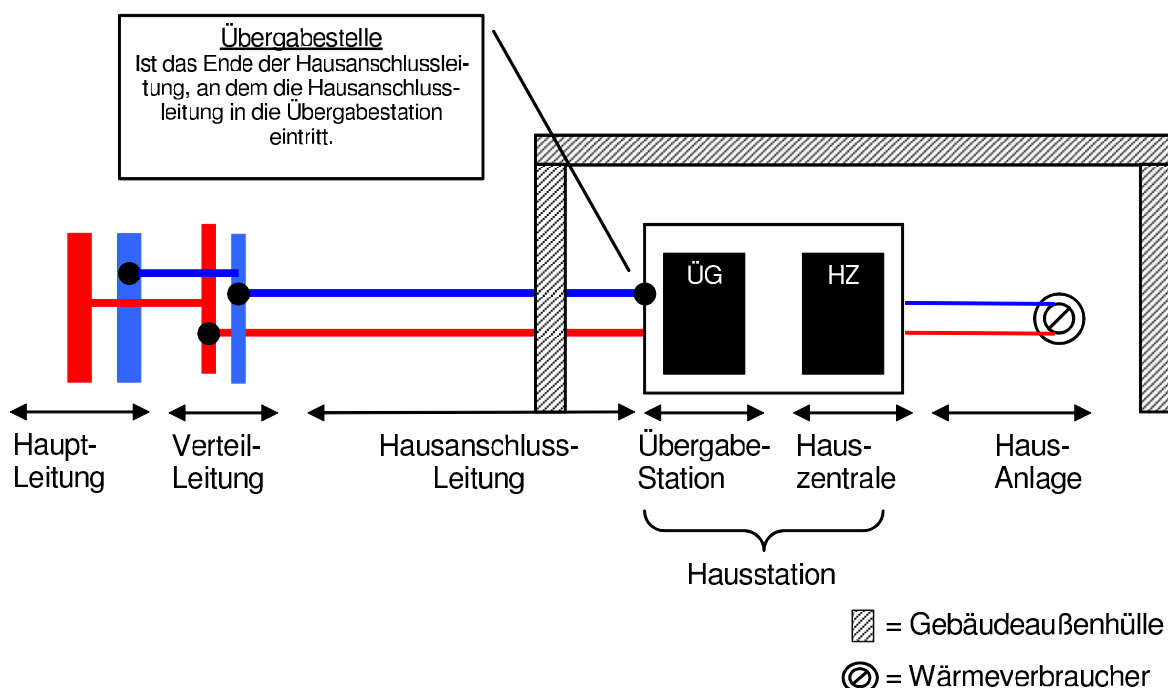 Übergabestelle
Ist das Ende der Hausanschlusslei-
tung, an dem die Hausanschluss-
leitung in die Übergabestation
eintritt.
ÜG
HZ
Haupt-
Leitung
Verteil-
Leitung
Hausanschluss-
Leitung
Übergabe-
Station
Haus-
zentrale
Haus-
Anlage
Hausstation
= Gebäudeaußenhülle
= Wärmeverbraucher